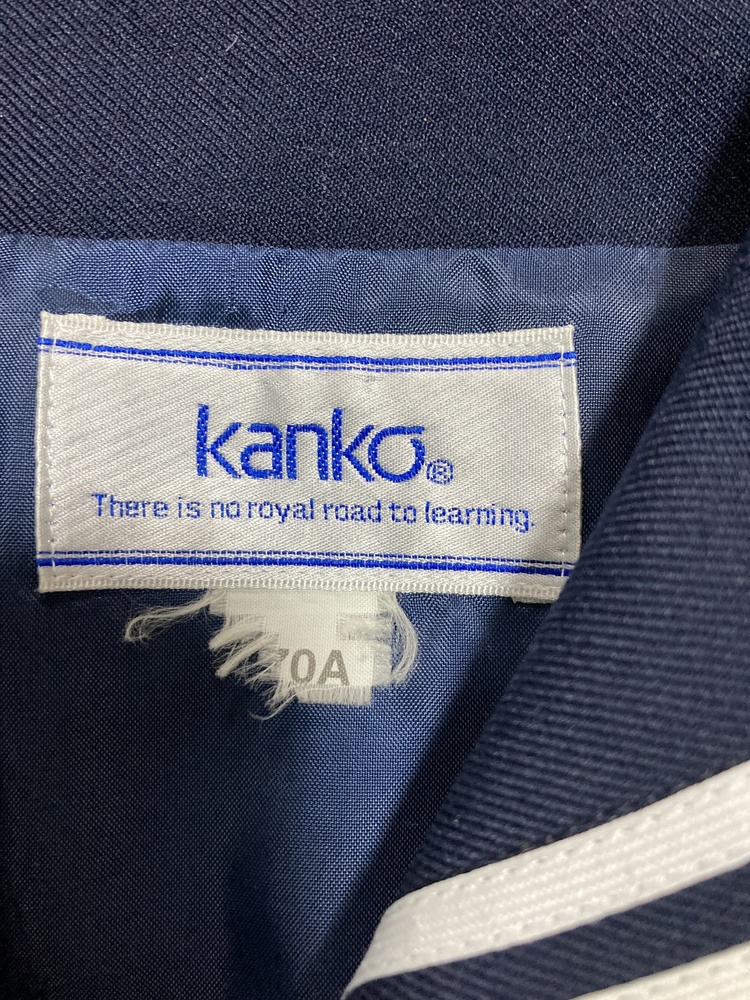 kanko®
There is no royal road to learning.
70A